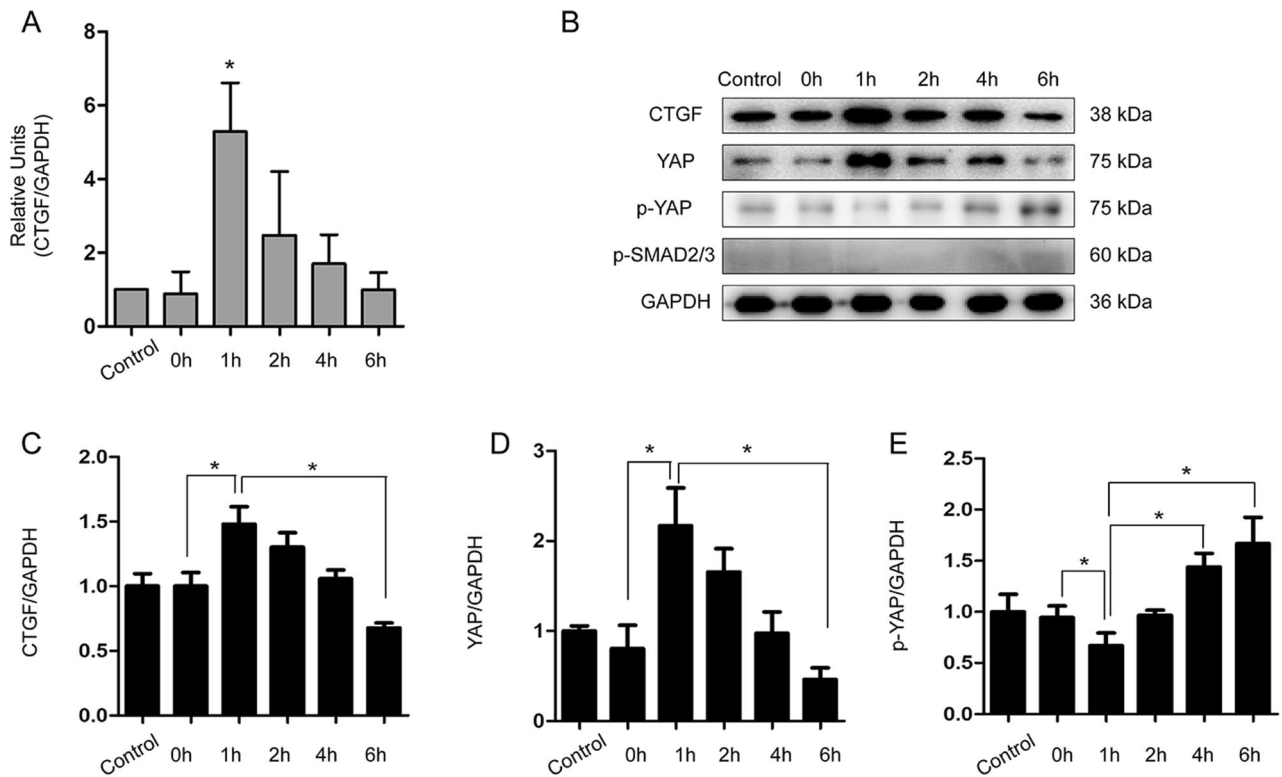 A
Relative Units
(CTGF/GAPDH)
8
6
4
2
0
*
Control 0h 1h 2h 4h 6h
B
Control 0h 1h 2h 4h 6h
CTGF 38 kDa
YAP 75 kDa
p-YAP 75 kDa
p-SMAD2/3 60 kDa
GAPDH 36 kDa
C
CTGF/GAPDH
2.0
1.5
1.0
0.5
0.0
* *
Control 0h 1h 2h 4h 6h
D
YAP/GAPDH
3
2
1
0
* *
Control 0h 1h 2h 4h 6h
E
p-YAP/GAPDH
2.5
2.0
1.5
1.0
0.5
0.0
*
*
*
Control 0h 1h 2h 4h 6h